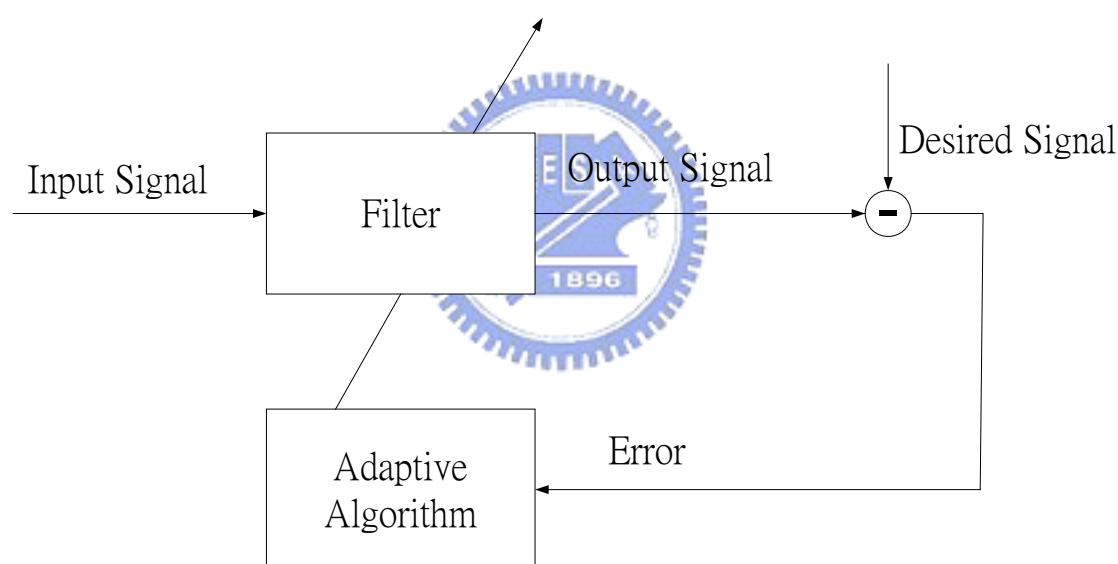 Desired Signal
Input Signal
Output Signal
Filter
-
1896
Error
Adaptive
Algorithm